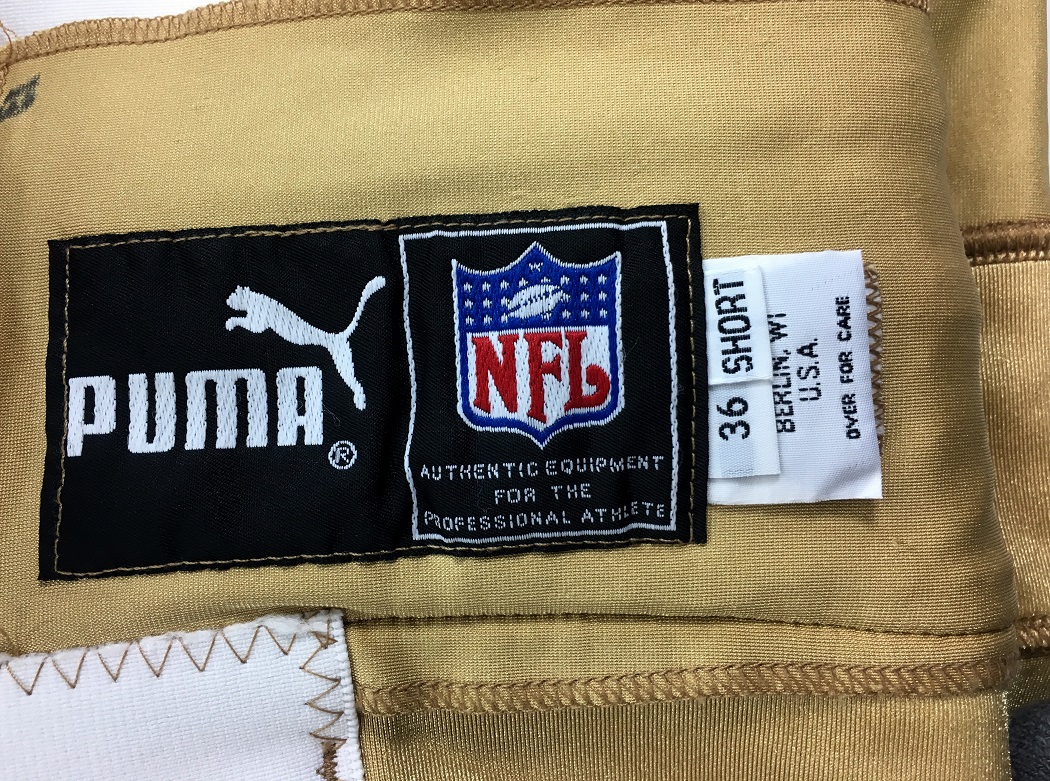 PUMA
®
NFL
AUTHENTIC EQUIPMENT
FOR THE
PROFESSIONAL ATHLETE
36 SHORT
BERLIN, WI
U.S.A.
OVER FOR CARE